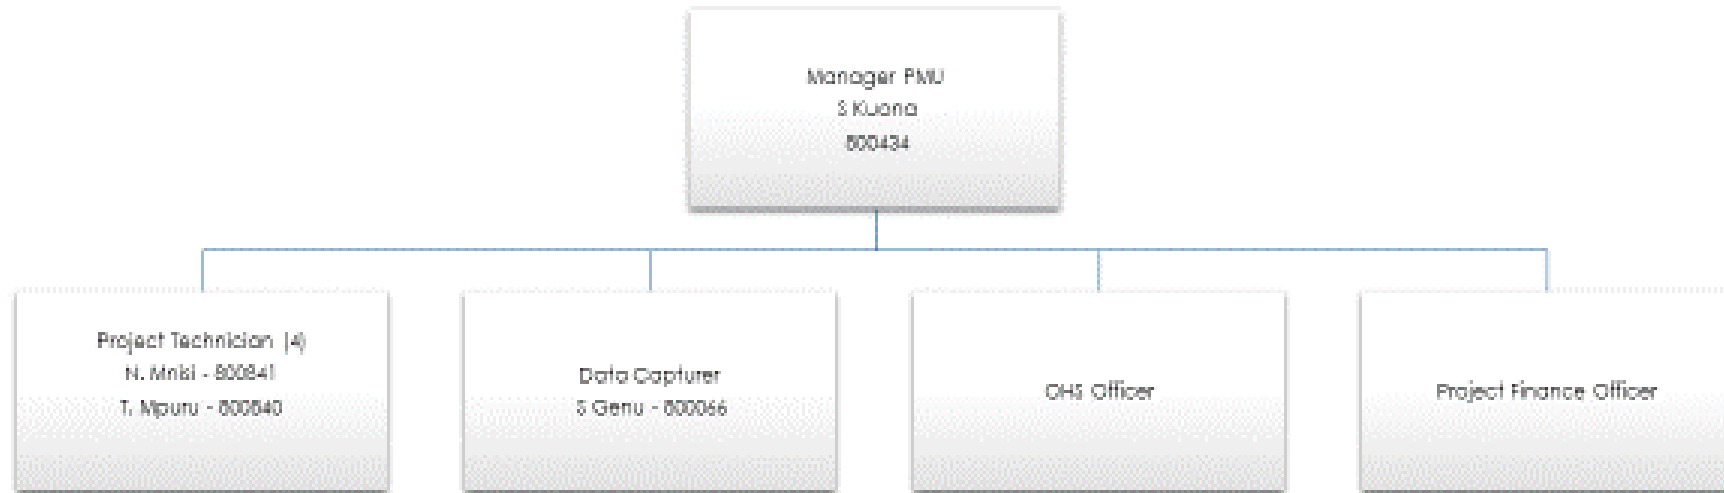 Manager PMU
S Kuana
800434
Project Technician (4)
N. Mnisi - 800841
T. Mpuru - 800840
Data Capturer
S Genu - 800066
OHS Officer
Project Finance Officer